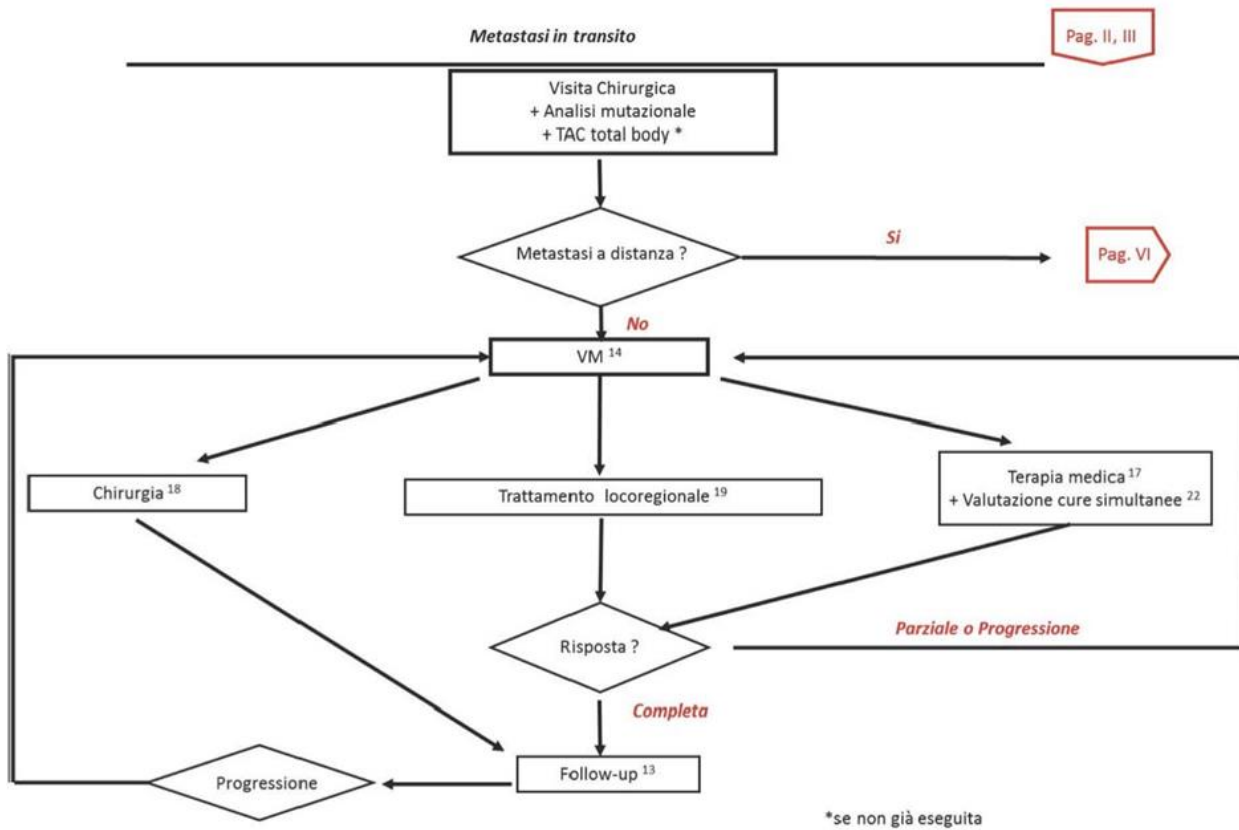 Metastasi in transito
Pag. II, III
Visita Chirurgica
+ Analisi mutazionale
+ TAC total body *
Metastasi a distanza ?
Si
Pag. VI
No
VM 14
Chirurgia 18
Trattamento locoregionale 19
Terapia medica 17
+ Valutazione cure simultanee 22
Risposta ?
Parziale o Progressione
Completa
Follow-up 13
Progressione
*se non già eseguita